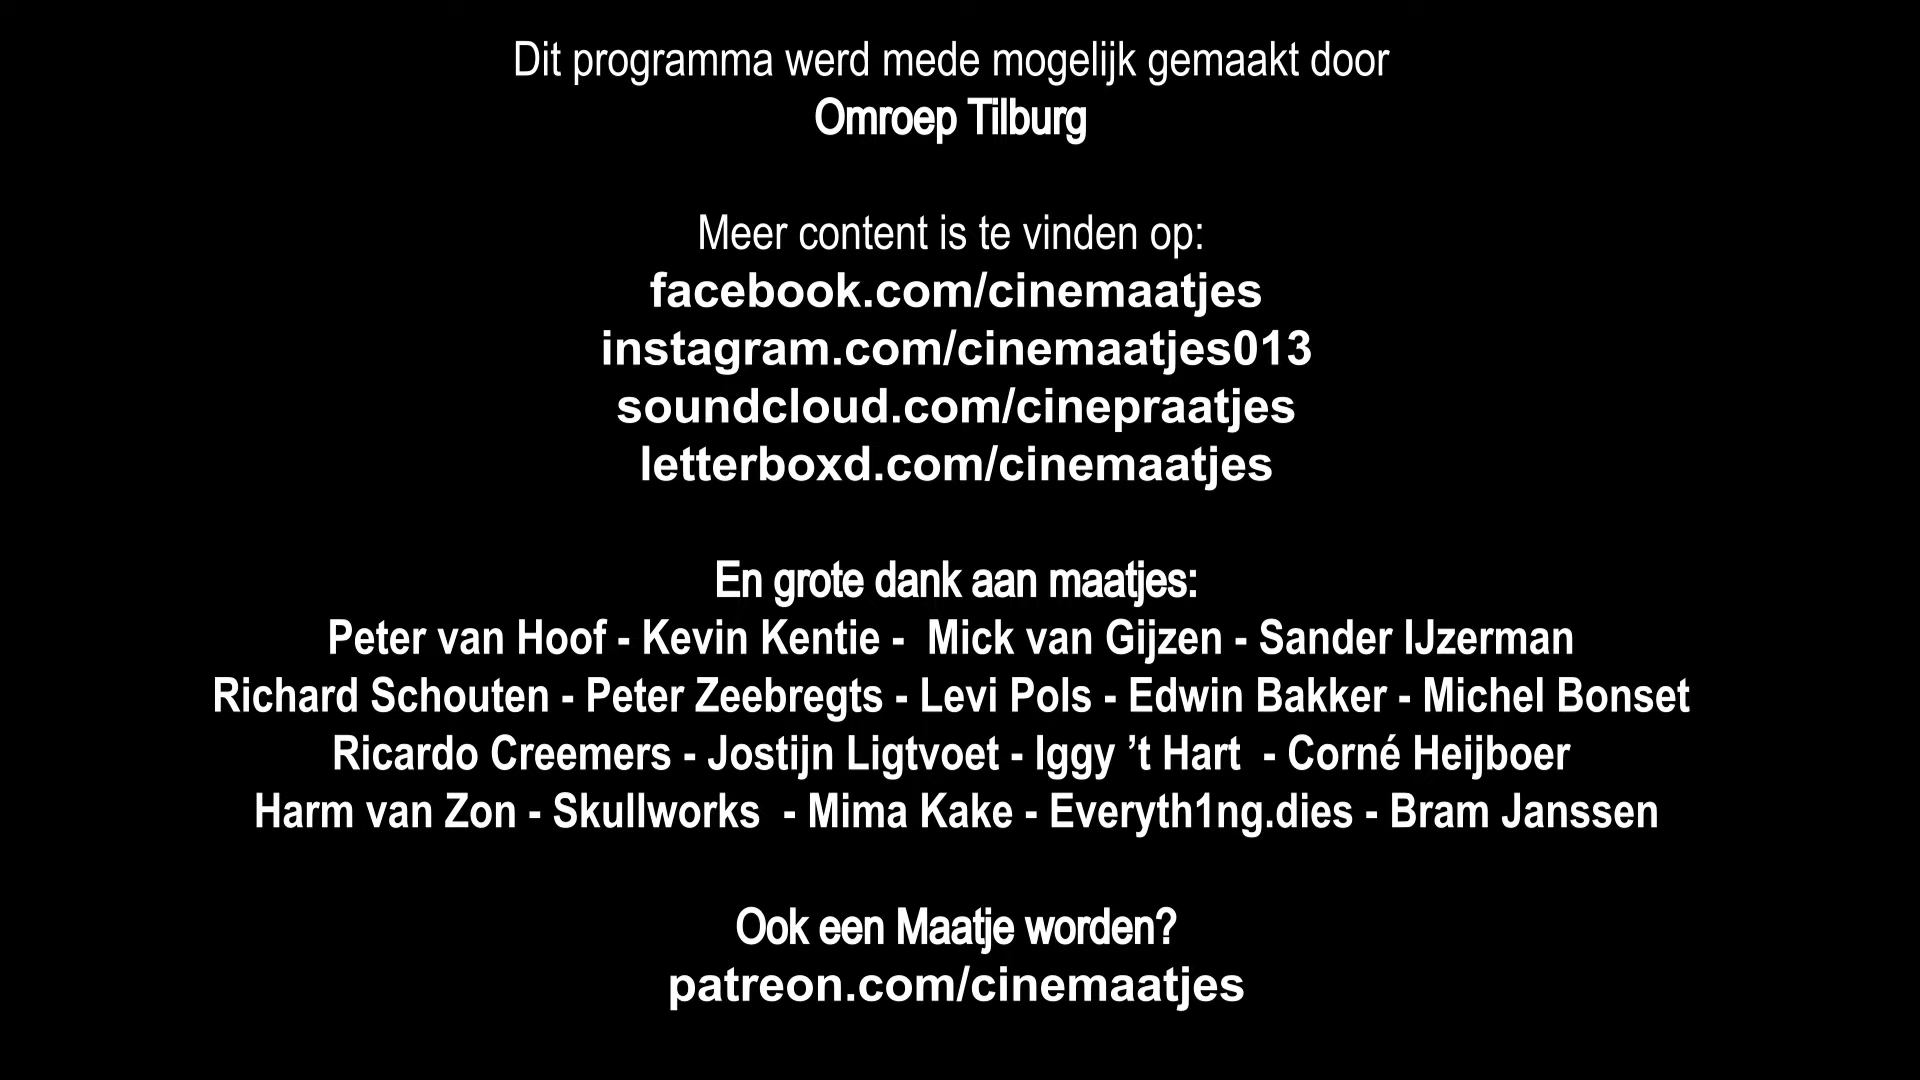 Dit programma werd mede mogelijk gemaakt door
Omroep Tilburg
Meer content is te vinden op:
facebook.com/cinemaatjes
instagram.com/cinemaatjes013
soundcloud.com/cinepraatjes
letterboxd.com/cinemaatjes
En grote dank aan maatjes:
Peter van Hoof - Kevin Kentie -  Mick van Gijzen - Sander IJzerman
Richard Schouten - Peter Zeebregts - Levi Pols - Edwin Bakker - Michel Bonset
Ricardo Creemers - Jostijn Ligtvoet - Iggy ’t Hart  - Corné Heijboer
Harm van Zon - Skullworks  - Mima Kake - Everyth1ng.dies - Bram Janssen
Ook een Maatje worden?
patreon.com/cinemaatjes